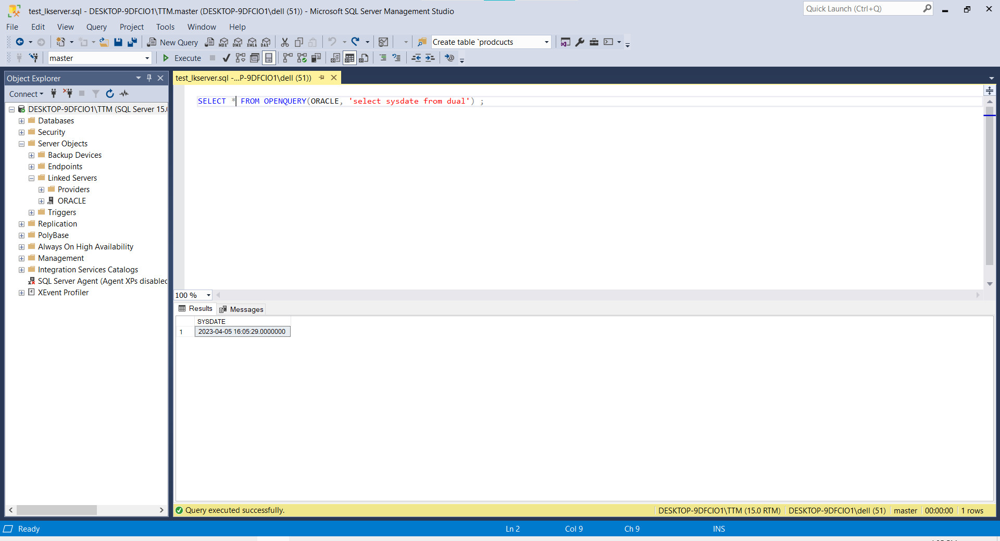 test_lkserver.sql - DESKTOP-9DFCIO1\TTM.master (DESKTOP-9DFCIO1\dell (51)) - Microsoft SQL Server Management Studio
Quick Launch (Ctrl+Q)
File Edit View Query Project Tools Window Help
New Query MDX DMX XMLA DAX Create table `prodcucts
master Execute
Object Explorer
test_lkserver.sql -...P-9DFCIO1\dell (51))
Connect
SELECT * FROM OPENQUERY(ORACLE, 'select sysdate from dual') ;
DESKTOP-9DFCIO1\TTM (SQL Server 15.
Databases
Security
Server Objects
Backup Devices
Endpoints
Linked Servers
Providers
ORACLE
Triggers
Replication
PolyBase
Always On High Availability
Management
Integration Services Catalogs
SQL Server Agent (Agent XPs disabled
XEvent Profiler
100 %
Results Messages
SYSDATE
1 2023-04-05 16:05:29.0000000
Query executed successfully.
DESKTOP-9DFCIO1\TTM (15.0 RTM) DESKTOP-9DFCIO1\dell (51) master 00:00:00 1 rows
Ready Ln 2 Col 9 Ch 9 INS